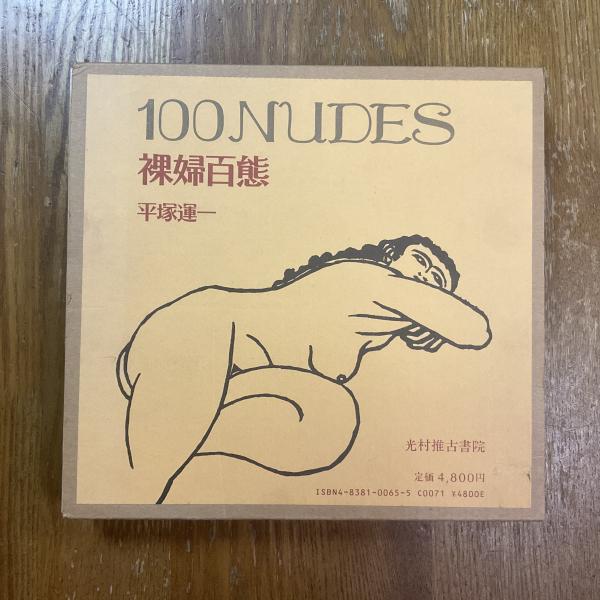 100 NUDES
裸婦百態
平塚運一
光村推古書院
定価 4,800円
ISBN4-8381-0065-5 C0071 ¥4800E